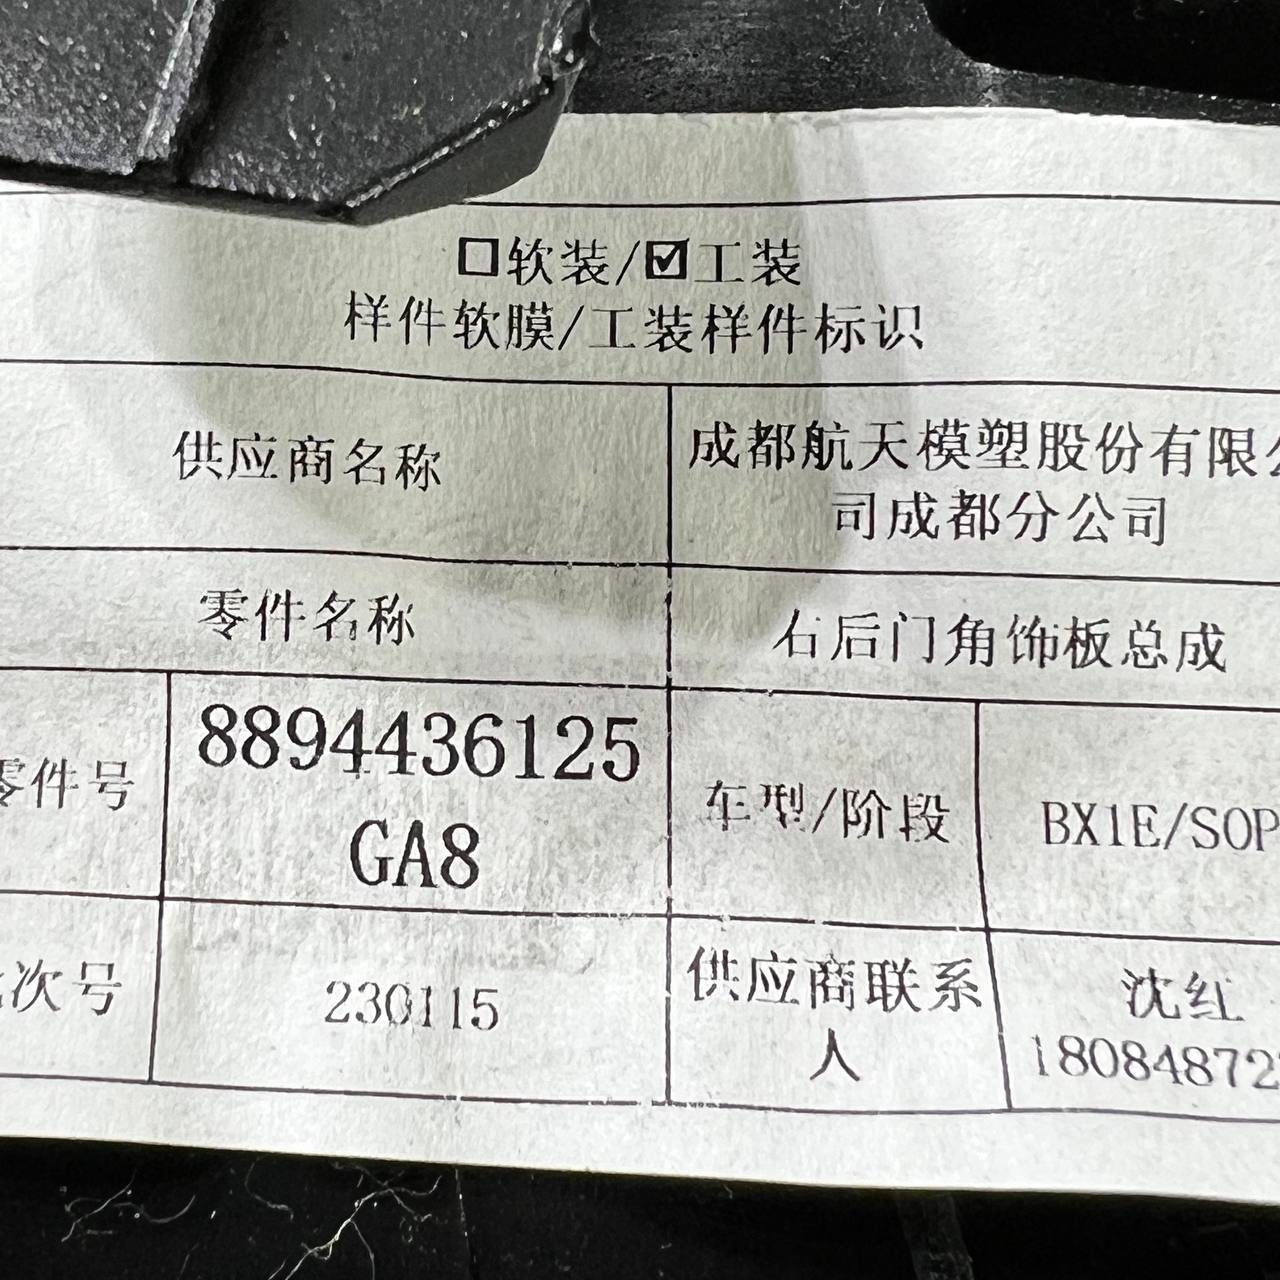 ☐软装/☑工装
样件软膜/工装样件标识
供应商名称
成都航天模塑股份有限公
司成都分公司
零件名称
右后门角饰板总成
零件号
8894436125
GA8
车型/阶段
BX1E/SOP
次号
230115
供应商联系
人
沈红
18084872